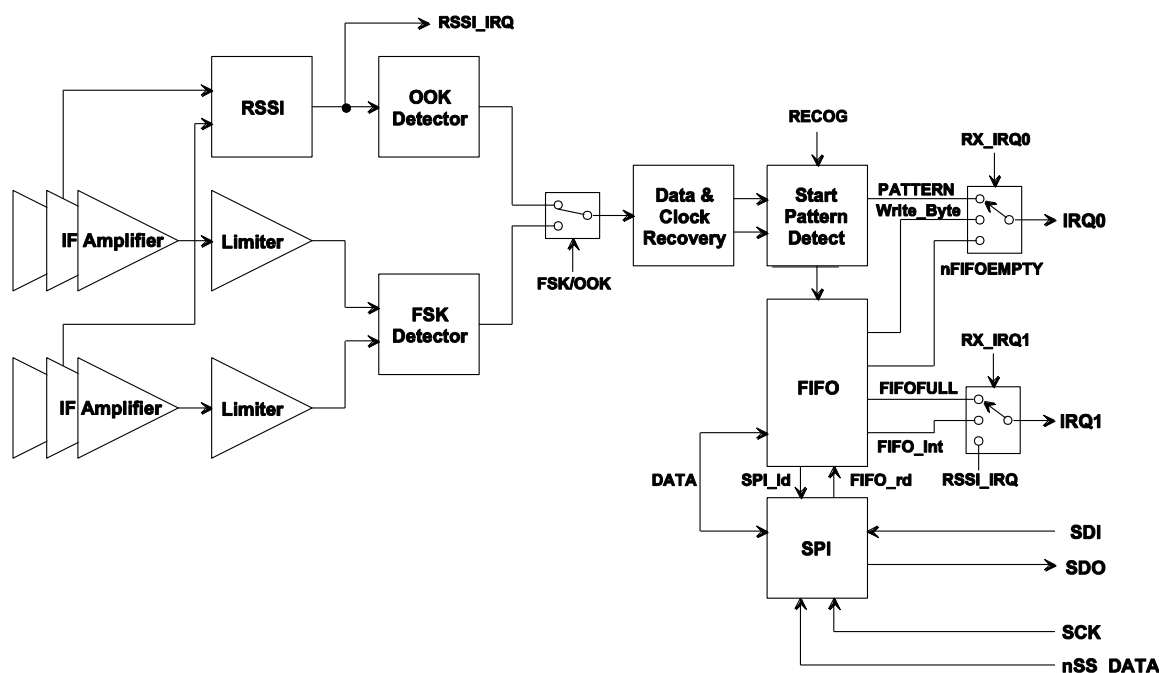 RSSI_IRQ
RSSI
OOK
Detector
RECOG
RX_IRQ0
Data &
Clock
Recovery
Start
Pattern
Detect
PATTERN
Write_Byte
nFIFOEMPTY
IRQ0
IF Amplifier
Limiter
FSK/OOK
FSK
Detector
IF Amplifier
Limiter
FIFO
RX_IRQ1
FIFOFULL
FIFO_Int
RSSI_IRQ
IRQ1
DATA
SPI_ld
FIFO_rd
SPI
SDI
SDO
SCK
nSS_DATA